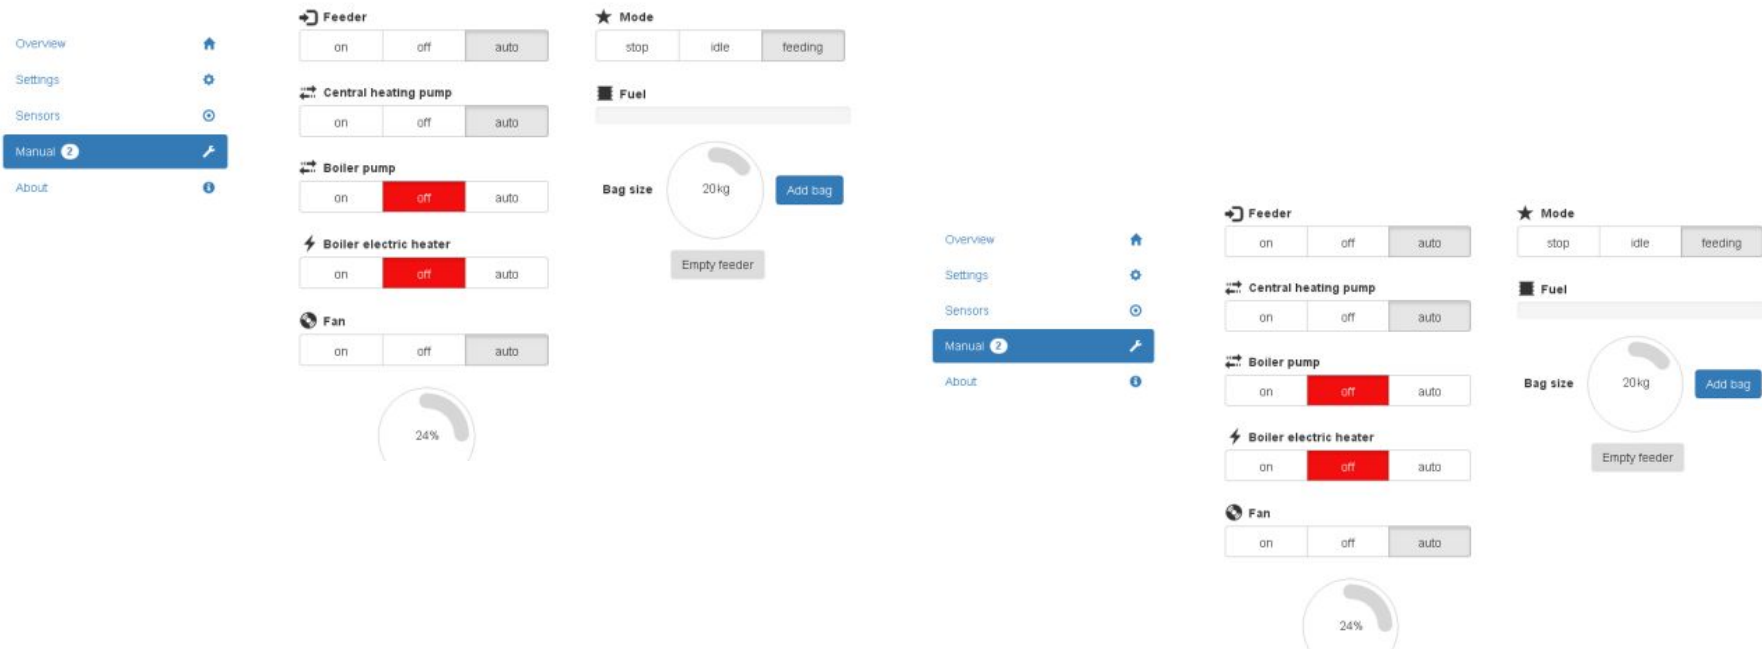 Overview
Settings
Sensors
Manual 2
About
Feeder
on off auto
Central heating pump
on off auto
Boiler pump
on off auto
Boiler electric heater
on off auto
Fan
on off auto
24%
Mode
stop idle feeding
Fuel
Bag size 20kg Add bag
Empty feeder
Overview
Settings
Sensors
Manual 2
About
Feeder
on off auto
Central heating pump
on off auto
Boiler pump
on off auto
Boiler electric heater
on off auto
Fan
on off auto
24%
Mode
stop idle feeding
Fuel
Bag size 20kg Add bag
Empty feeder